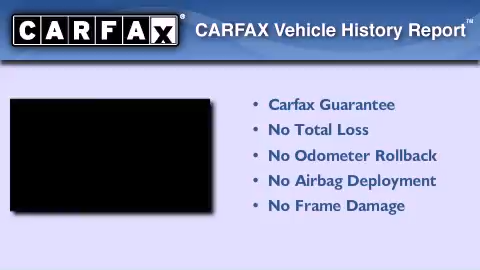 CARFAX® CARFAX Vehicle History Report™
• Carfax Guarantee
• No Total Loss
• No Odometer Rollback
• No Airbag Deployment
• No Frame Damage